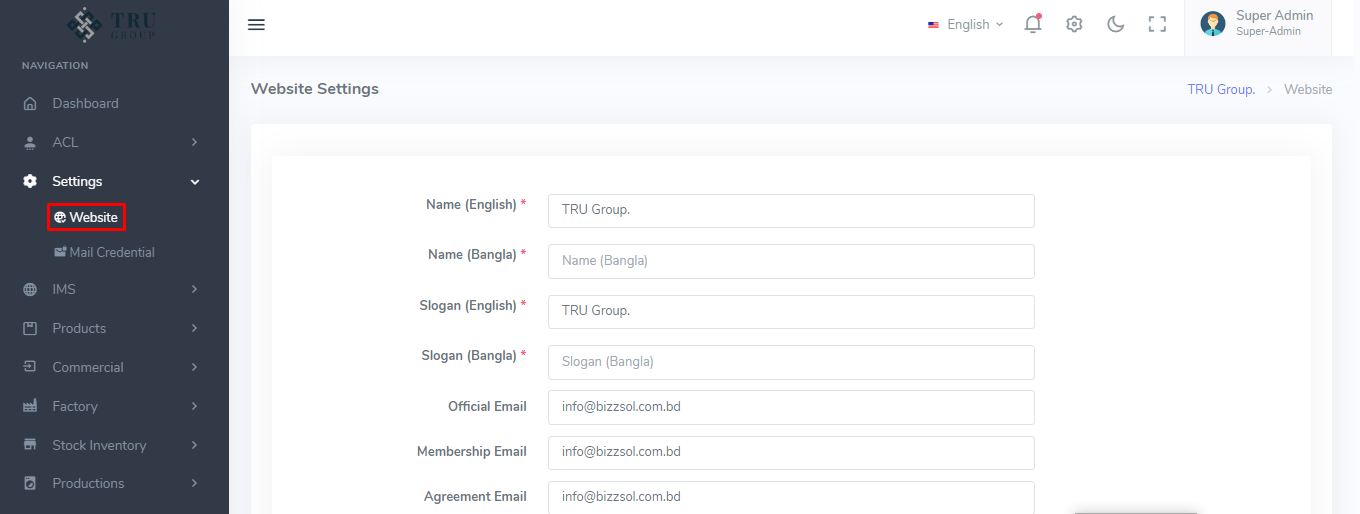 TRU
GROUP
NAVIGATION
Dashboard
ACL
Settings
Website
Mail Credential
IMS
Products
Commercial
Factory
Stock Inventory
Productions
English
Super Admin
Super-Admin
Website Settings
TRU Group. > Website
Name (English) * TRU Group.
Name (Bangla) * Name (Bangla)
Slogan (English) * TRU Group.
Slogan (Bangla) * Slogan (Bangla)
Official Email info@bizzsol.com.bd
Membership Email info@bizzsol.com.bd
Agreement Email info@bizzsol.com.bd